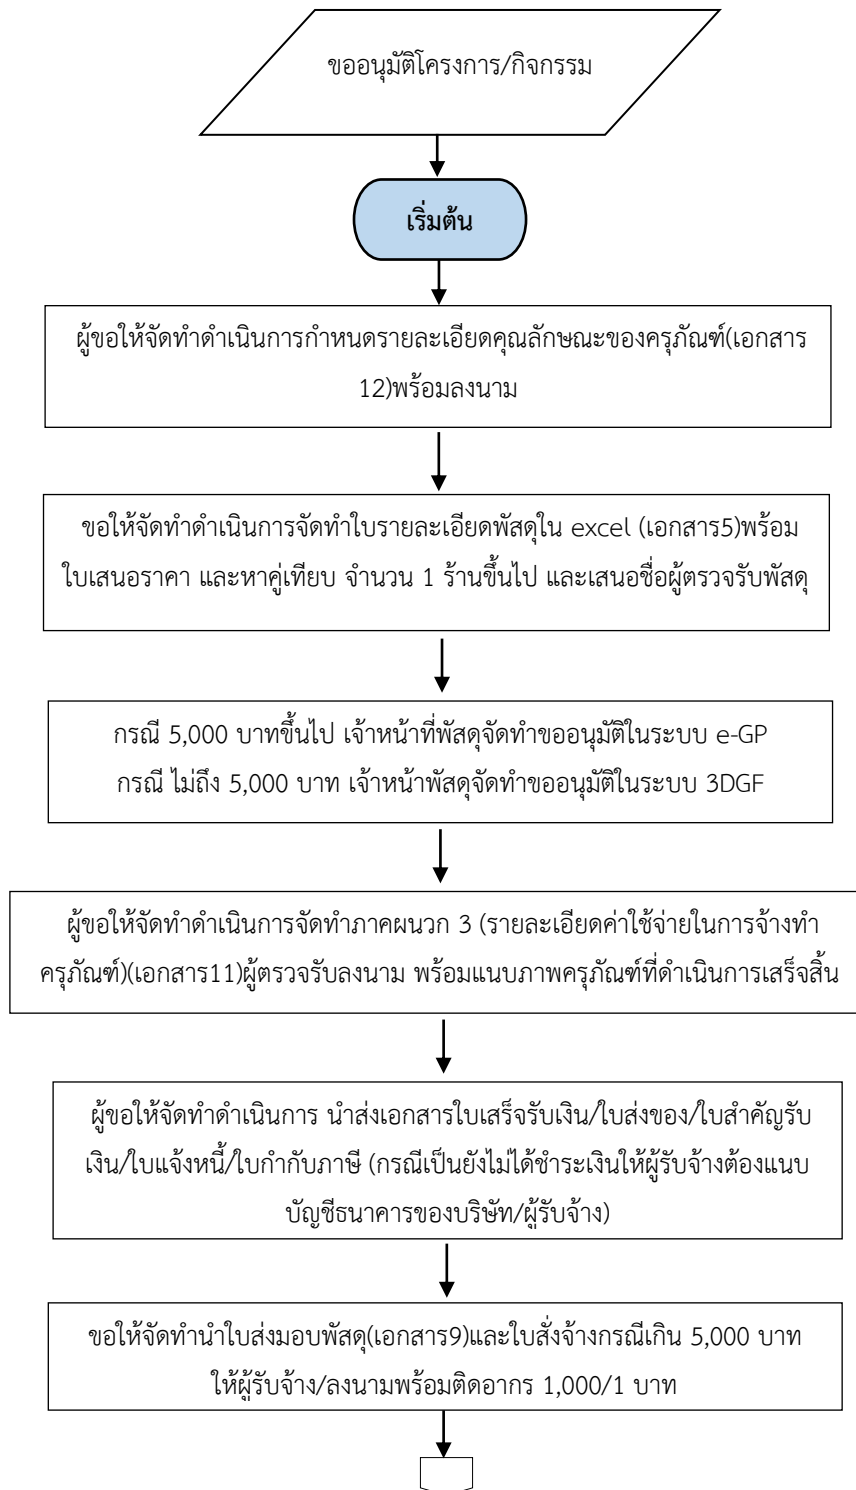 ขออนุมัติโครงการ/กิจกรรม
เริ่มต้น
ผู้ขอให้จัดทำดำเนินการกำหนดรายละเอียดคุณลักษณะของครุภัณฑ์(เอกสาร
12)พร้อมลงนาม
ขอให้จัดทำดำเนินการจัดทำใบรายละเอียดพัสดุใน excel (เอกสาร5)พร้อม
ใบเสนอราคา และหาคู่เทียบ จำนวน 1 ร้านขึ้นไป และเสนอชื่อผู้ตรวจรับพัสดุ
กรณี 5,000 บาทขึ้นไป เจ้าหน้าที่พัสดุจัดทำขออนุมัติในระบบ e-GP
กรณี ไม่ถึง 5,000 บาท เจ้าหน้าพัสดุจัดทำขออนุมัติในระบบ 3DGF
ผู้ขอให้จัดทำดำเนินการจัดทำภาคผนวก 3 (รายละเอียดค่าใช้จ่ายในการจ้างทำ
ครุภัณฑ์)(เอกสาร11)ผู้ตรวจรับลงนาม พร้อมแนบภาพครุภัณฑ์ที่ดำเนินการเสร็จสิ้น
ผู้ขอให้จัดทำดำเนินการ นำส่งเอกสารใบเสร็จรับเงิน/ใบส่งของ/ใบสำคัญรับ
เงิน/ใบแจ้งหนี้/ใบกำกับภาษี (กรณีเป็นยังไม่ได้ชำระเงินให้ผู้รับจ้างต้องแนบ
บัญชีธนาคารของบริษัท/ผู้รับจ้าง)
ขอให้จัดทำนำใบส่งมอบพัสดุ(เอกสาร9)และใบสั่งจ้างกรณีเกิน 5,000 บาท
ให้ผู้รับจ้าง/ลงนามพร้อมติดอากร 1,000/1 บาท